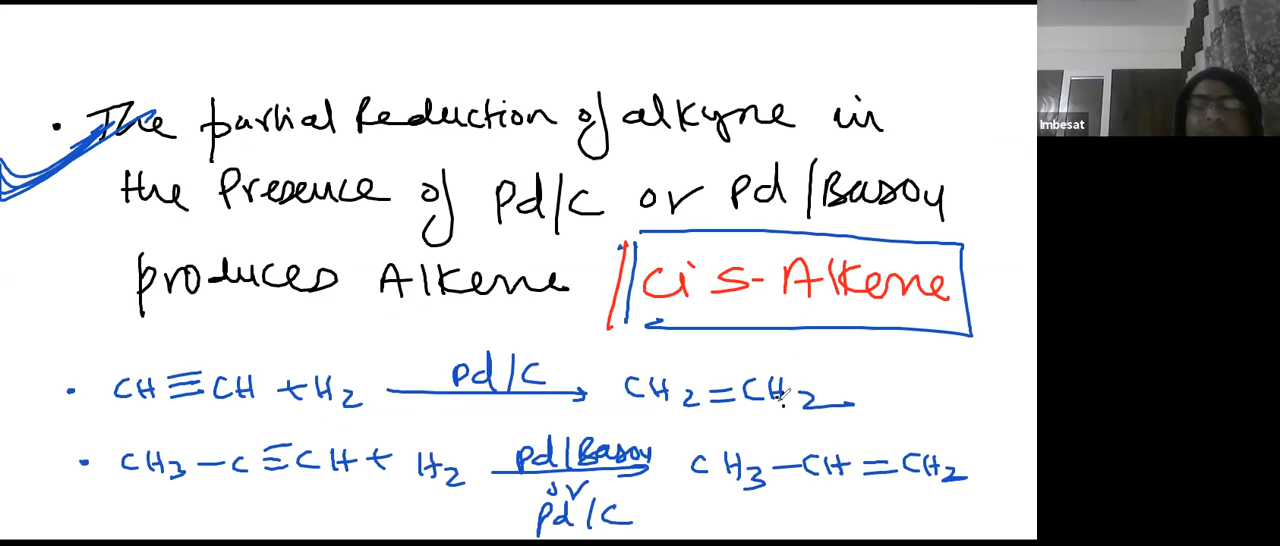 • The partial Reduction of alkyne in
the Presence of Pd/C or Pd/BaSO4
produces Alkene // cis-Alkene
• CH≡CH + H2 Pd/C → CH2=CH2
• CH3-C≡CH + H2 Pd/BaSO4 → CH3-CH=CH2
or
Pd/C
Imbesat